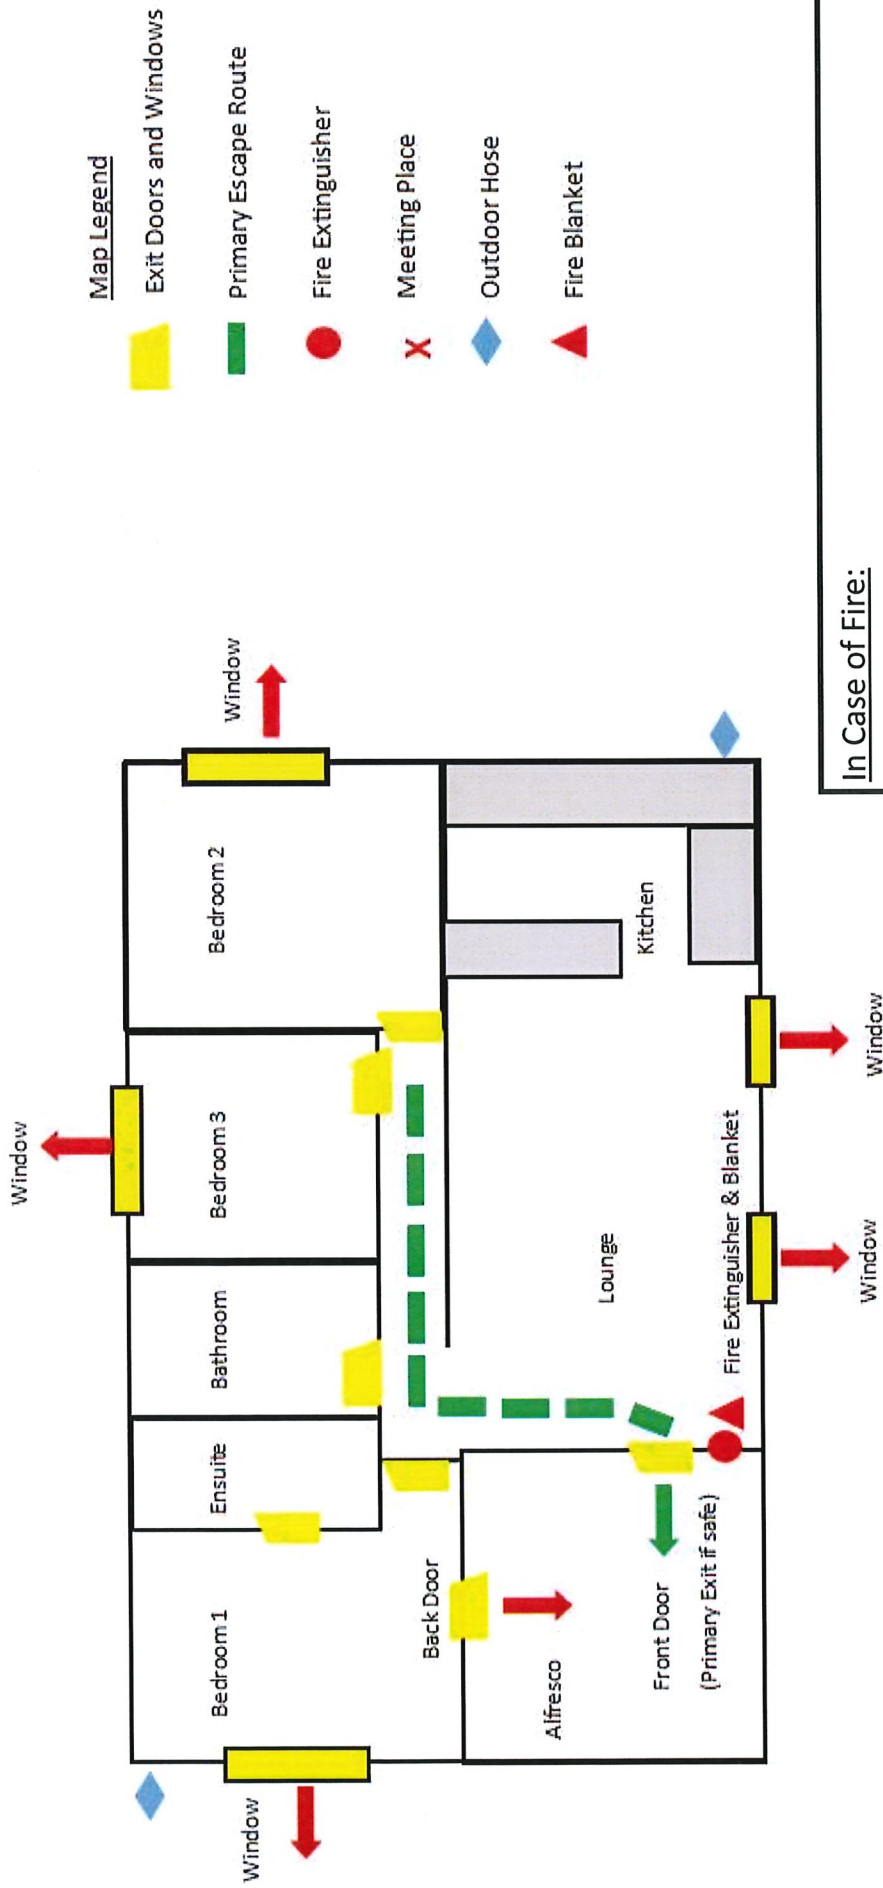 Map Legend
Exit Doors and Windows
Primary Escape Route
Fire Extinguisher
X Meeting Place
Outdoor Hose
Fire Blanket
Window
Window
Window
Bedroom 1
Ensuite
Bathroom
Bedroom 3
Bedroom 2
Back Door
Kitchen
Alfresco
Lounge
Front Door
(Primary Exit if safe)
Fire Extinguisher & Blanket
Window
Window
In Case of Fire: